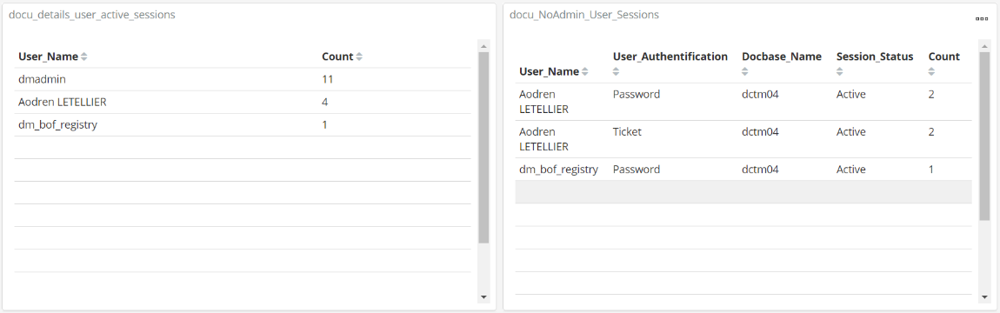 docu_details_user_active_sessions
User_Name Count
dmadmin 11
Aodren LETELLIER 4
dm_bof_registry 1
docu_NoAdmin_User_Sessions
User_Name User_Authentification Docbase_Name Session_Status Count
Aodren LETELLIER Password dctm04 Active 2
Aodren LETELLIER Ticket dctm04 Active 2
dm_bof_registry Password dctm04 Active 1